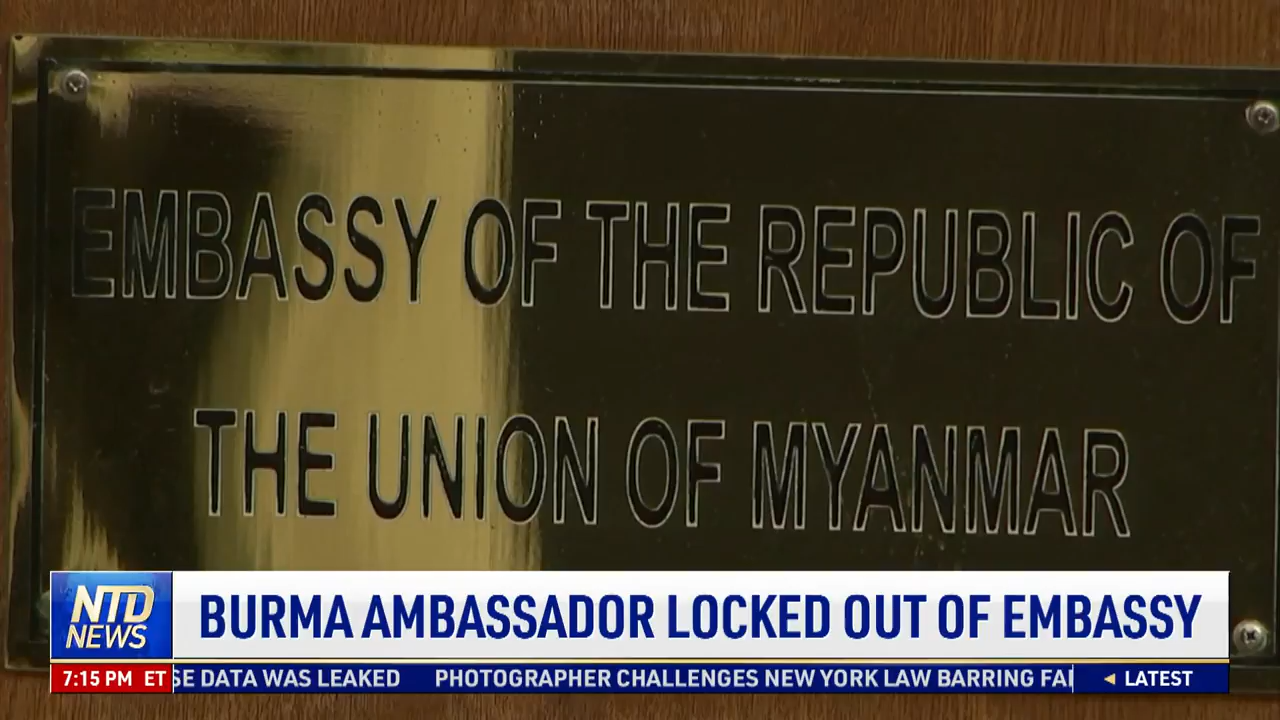 EMBASSY OF THE REPUBLIC OF
THE UNION OF MYANMAR
NTD
NEWS
BURMA AMBASSADOR LOCKED OUT OF EMBASSY
7:15 PM ET
DATA WAS LEAKED PHOTOGRAPHER CHALLENGES NEW YORK LAW BARRING
LATEST